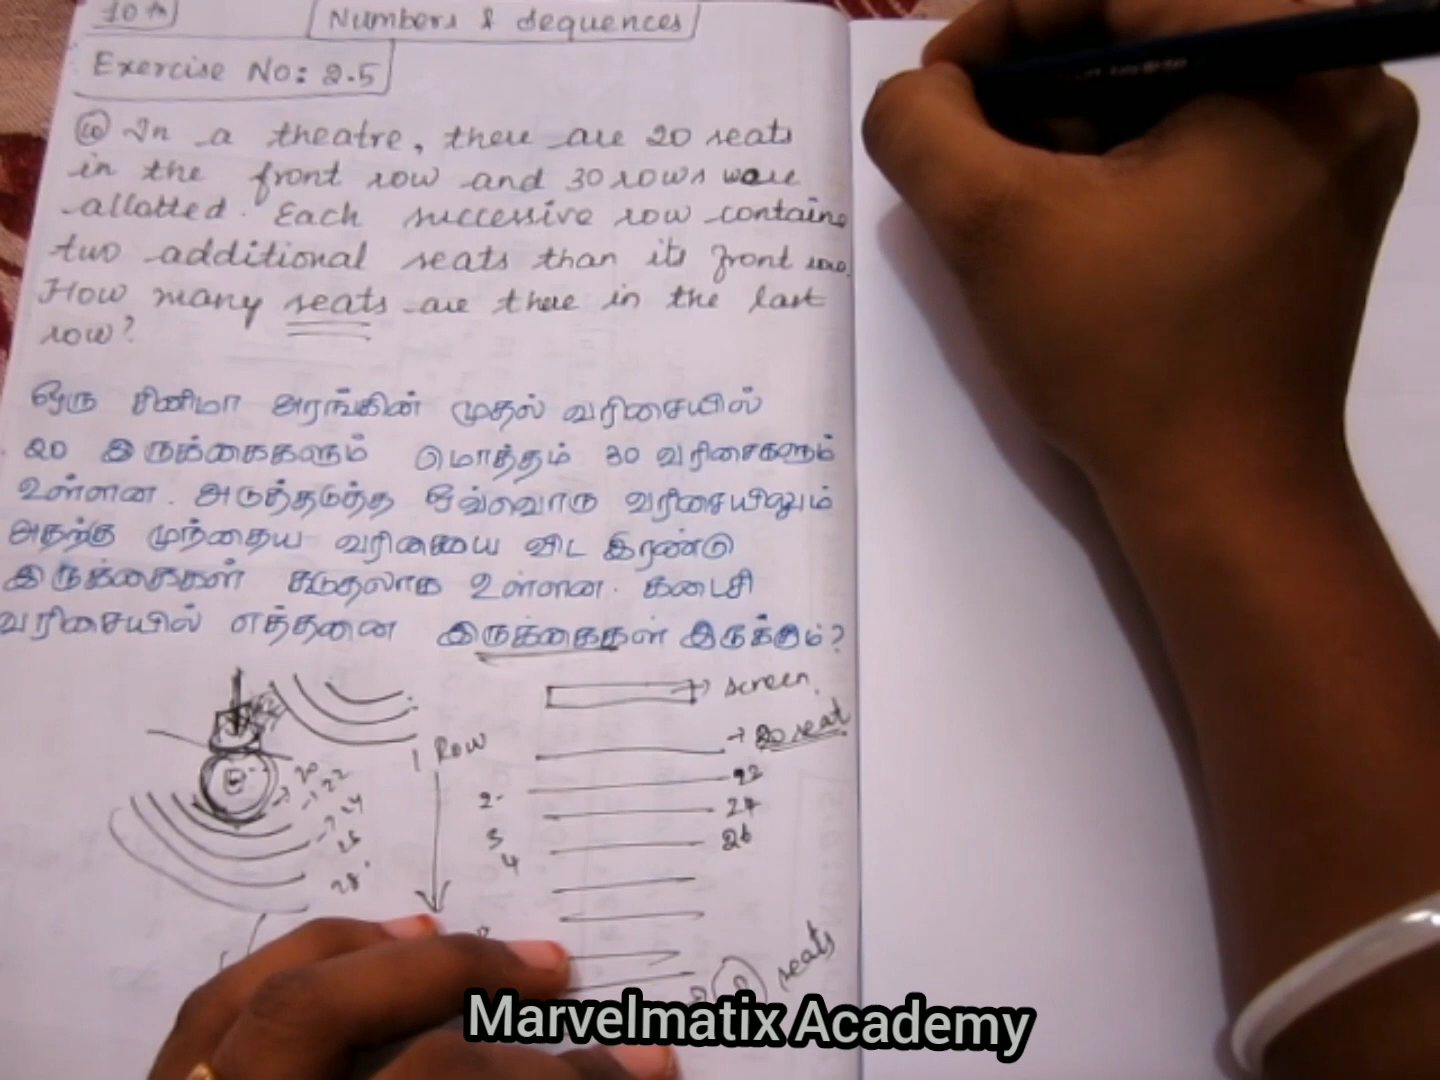 10th
Numbers & Sequences
Exercise No: 2.5
⑩ In a theatre, there are 20 seats
in the front row and 30 rows were
allotted. Each successive row contains
two additional seats than its front row.
How many seats are there in the last
row?
ஒரு சினிமா அரங்கின் முதல் வரிசையில்
20 இருக்கைகளும் மொத்தம் 30 வரிசைகளும்
உள்ளன. அடுத்தடுத்த ஒவ்வொரு வரிசையிலும்
அதற்கு முந்தைய வரிசையை விட இரண்டு
இருக்கைகள் கூடுதலாக உள்ளன. கடைசி
வரிசையில் எத்தனை இருக்கைகள் இருக்கும்?
→ screen
1 Row → 20 seat
22
2 24
3 26
4
→ 20
→ 22
→ 24
28
seats
Marvelmatix Academy